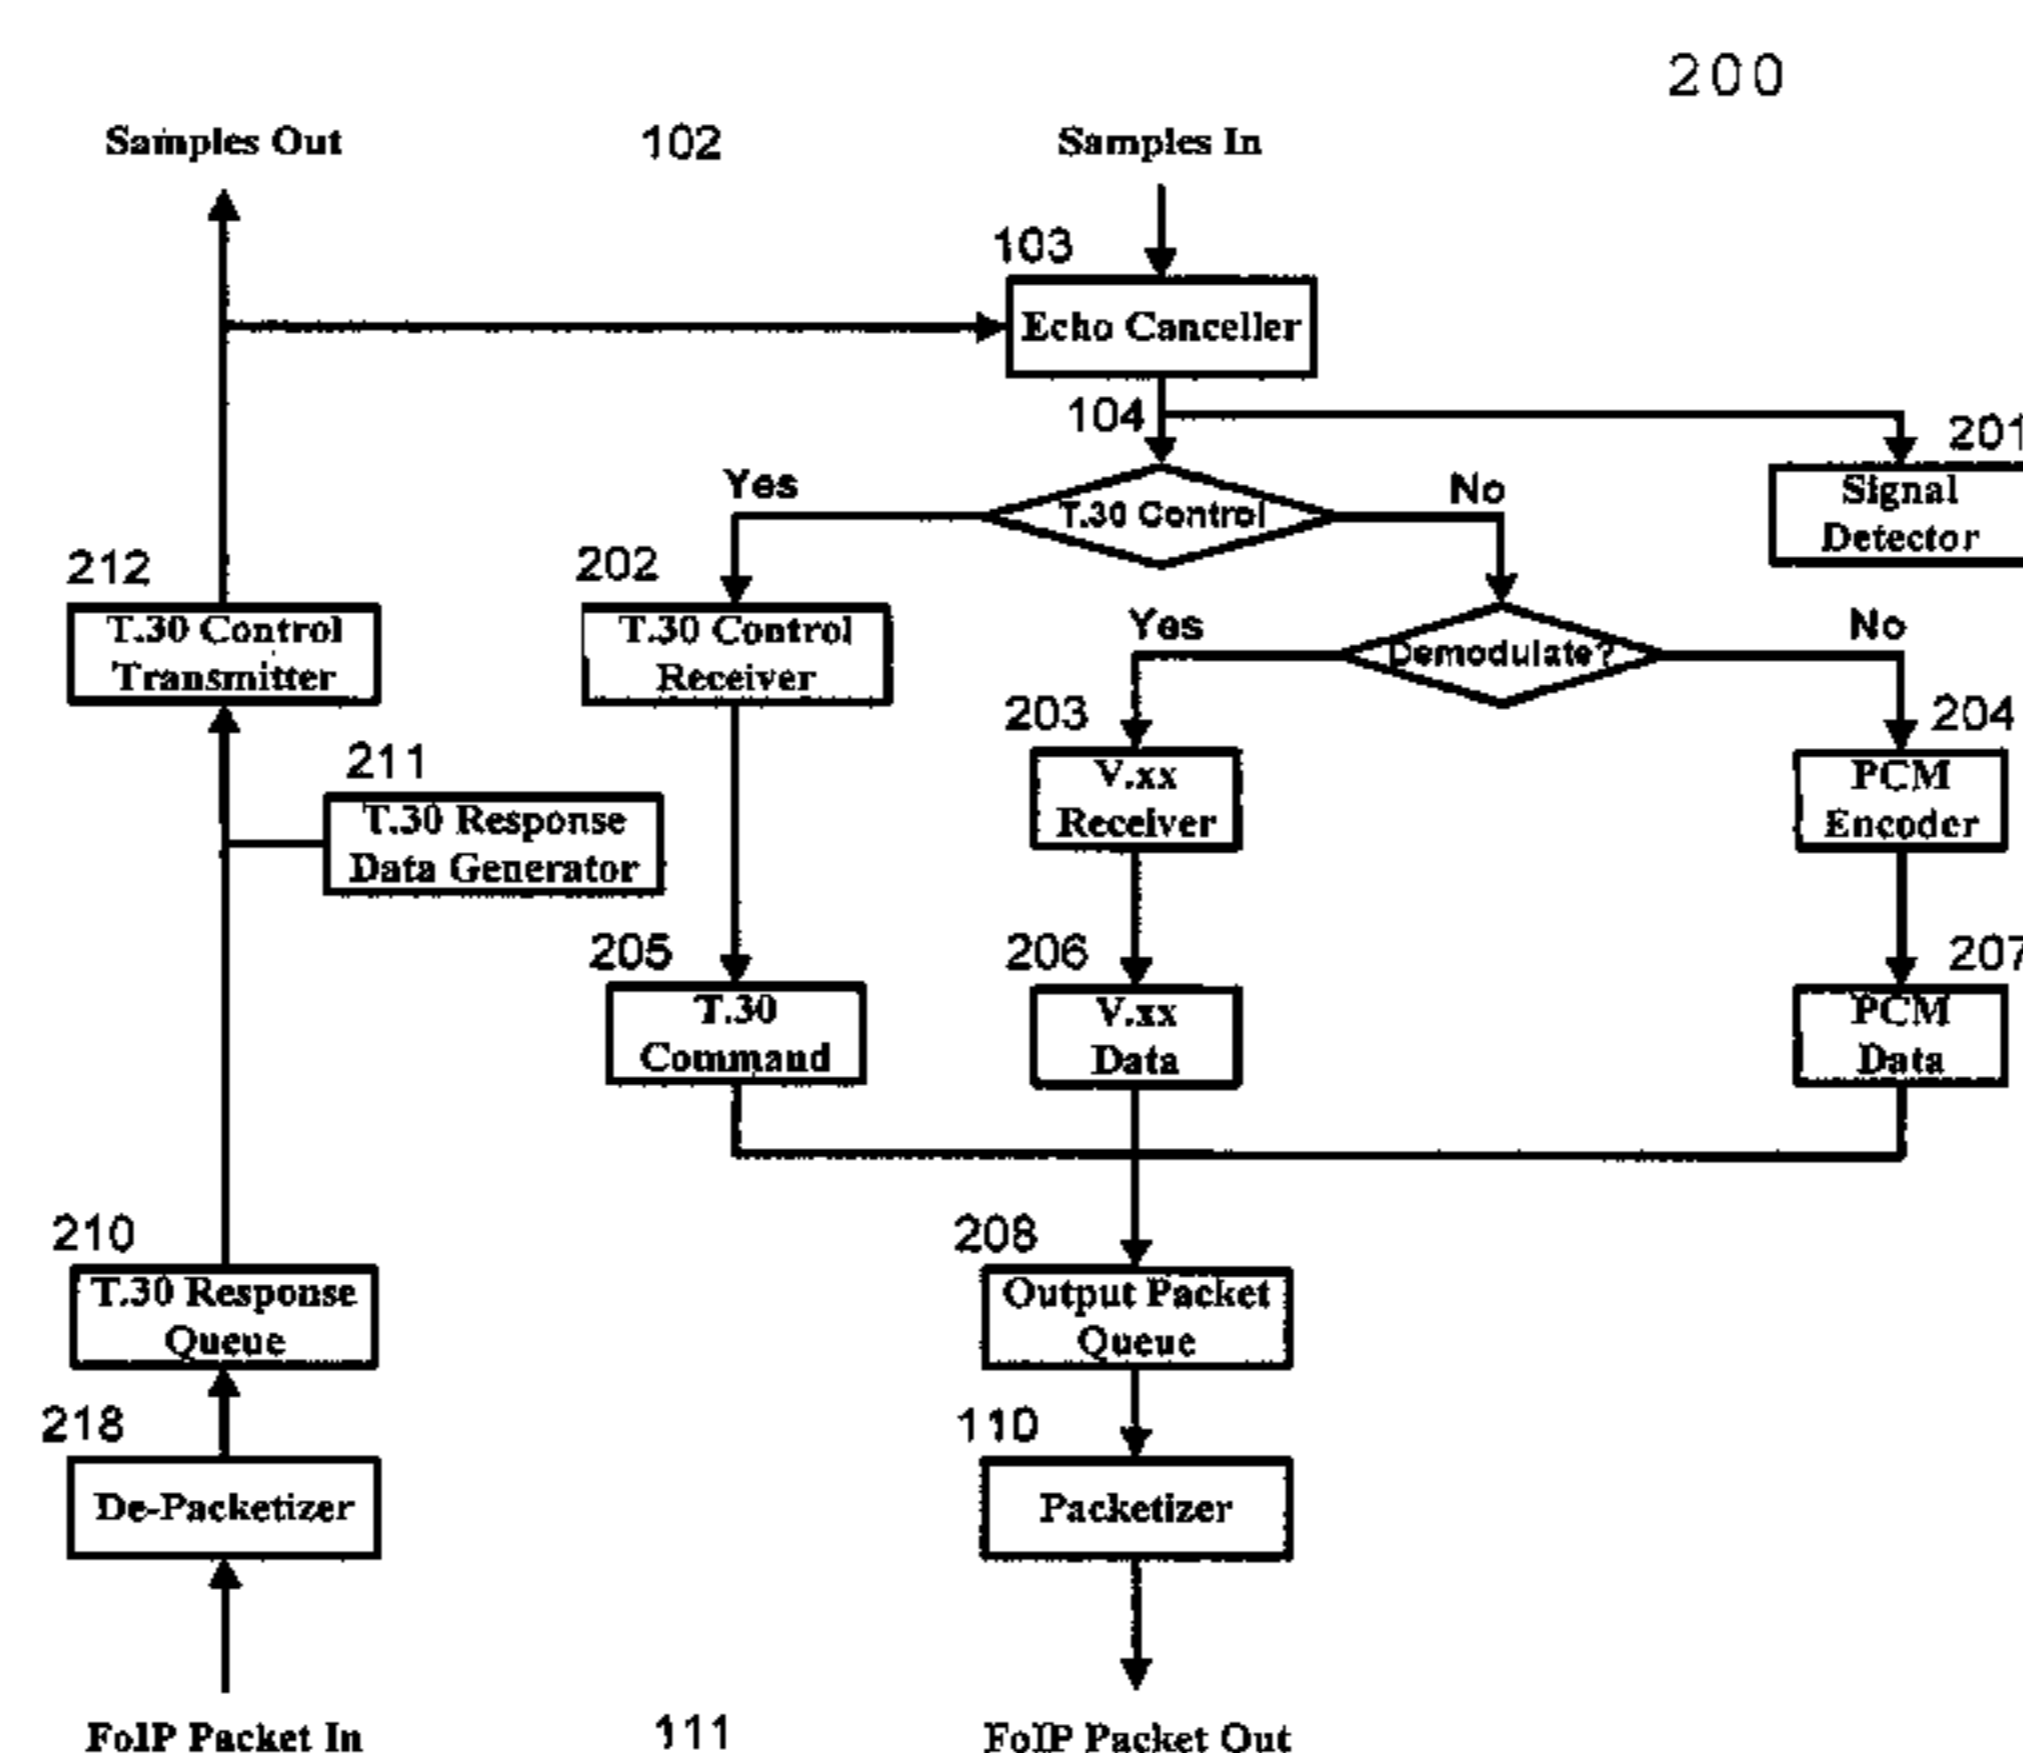 200
Samples Out
102
Samples In
103
Echo Canceller
104
201
Yes
No
T.30 Control
Signal
Detector
212
202
T.30 Control
Transmitter
T.30 Control
Receiver
Yes
Demodulate?
No
203
204
211
V.xx
Receiver
PCM
Encoder
T.30 Response
Data Generator
205
206
207
T.30
Command
V.xx
Data
PCM
Data
210
208
T.30 Response
Queue
Output Packet
Queue
218
110
De-Packetizer
Packetizer
FoIP Packet In
111
FoIP Packet Out